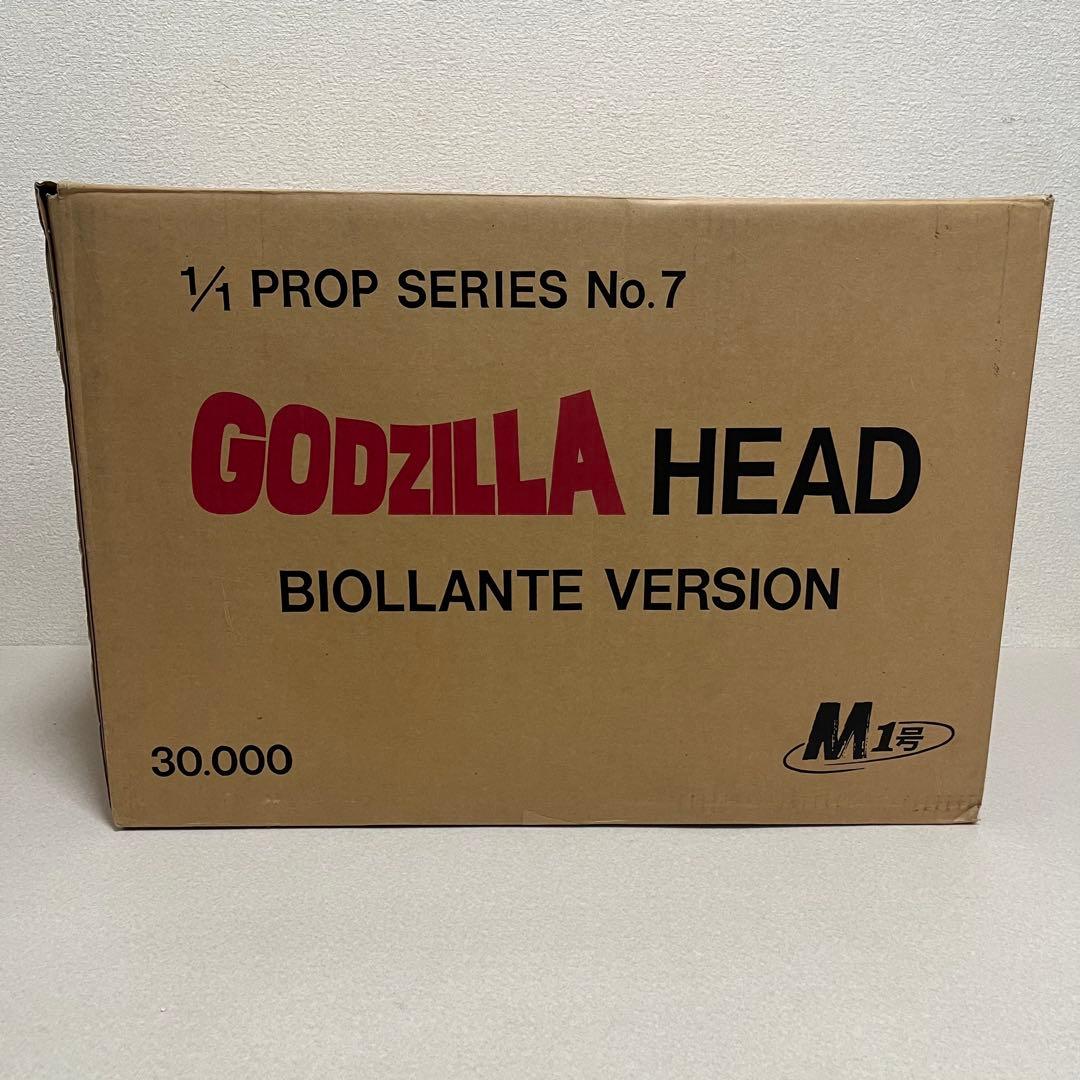 1/1 PROP SERIES No.7
GODZILLA HEAD
BIOLLANTE VERSION
30.000
M1号